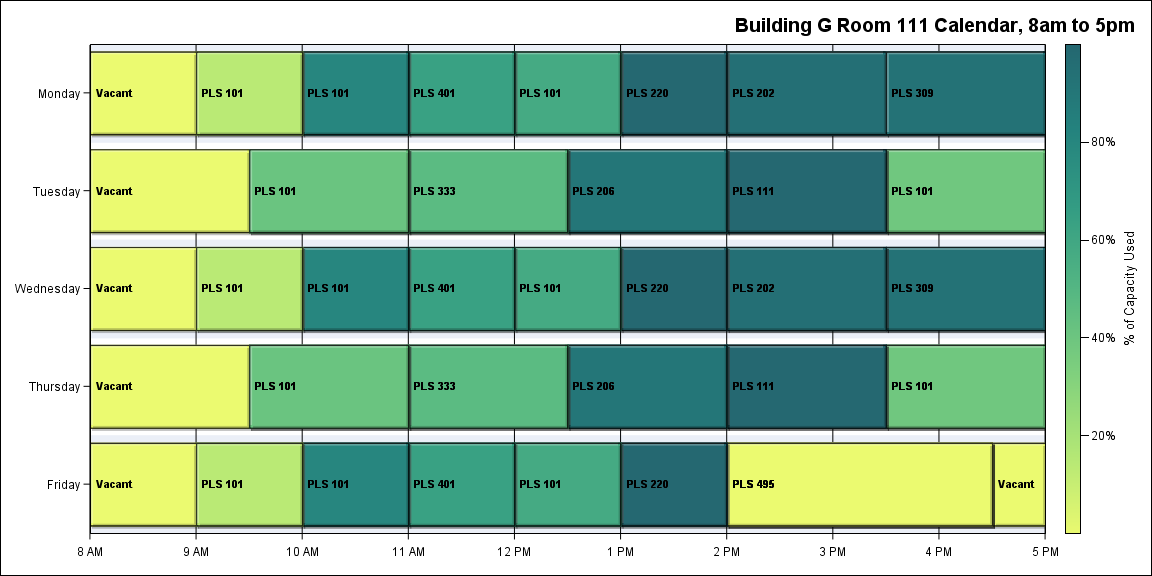 Building G Room 111 Calendar, 8am to 5pm
Monday Vacant PLS 101 PLS 101 PLS 401 PLS 101 PLS 220 PLS 202 PLS 309
80%
Tuesday Vacant PLS 101 PLS 333 PLS 206 PLS 111 PLS 101
60%
% of Capacity Used
Wednesday Vacant PLS 101 PLS 101 PLS 401 PLS 101 PLS 220 PLS 202 PLS 309
40%
Thursday Vacant PLS 101 PLS 333 PLS 206 PLS 111 PLS 101
20%
Friday Vacant PLS 101 PLS 101 PLS 401 PLS 101 PLS 220 PLS 495 Vacant
8 AM 9 AM 10 AM 11 AM 12 PM 1 PM 2 PM 3 PM 4 PM 5 PM